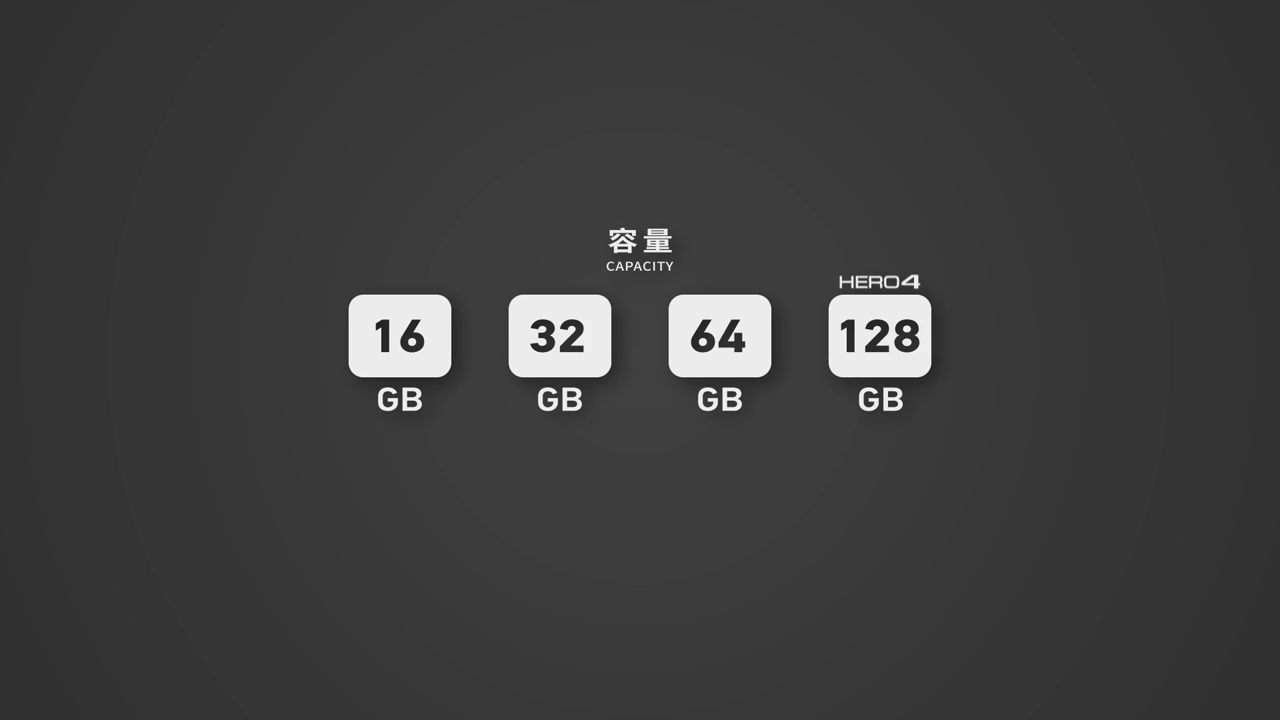 容量
CAPACITY
HERO4
16 32 64 128
GB GB GB GB